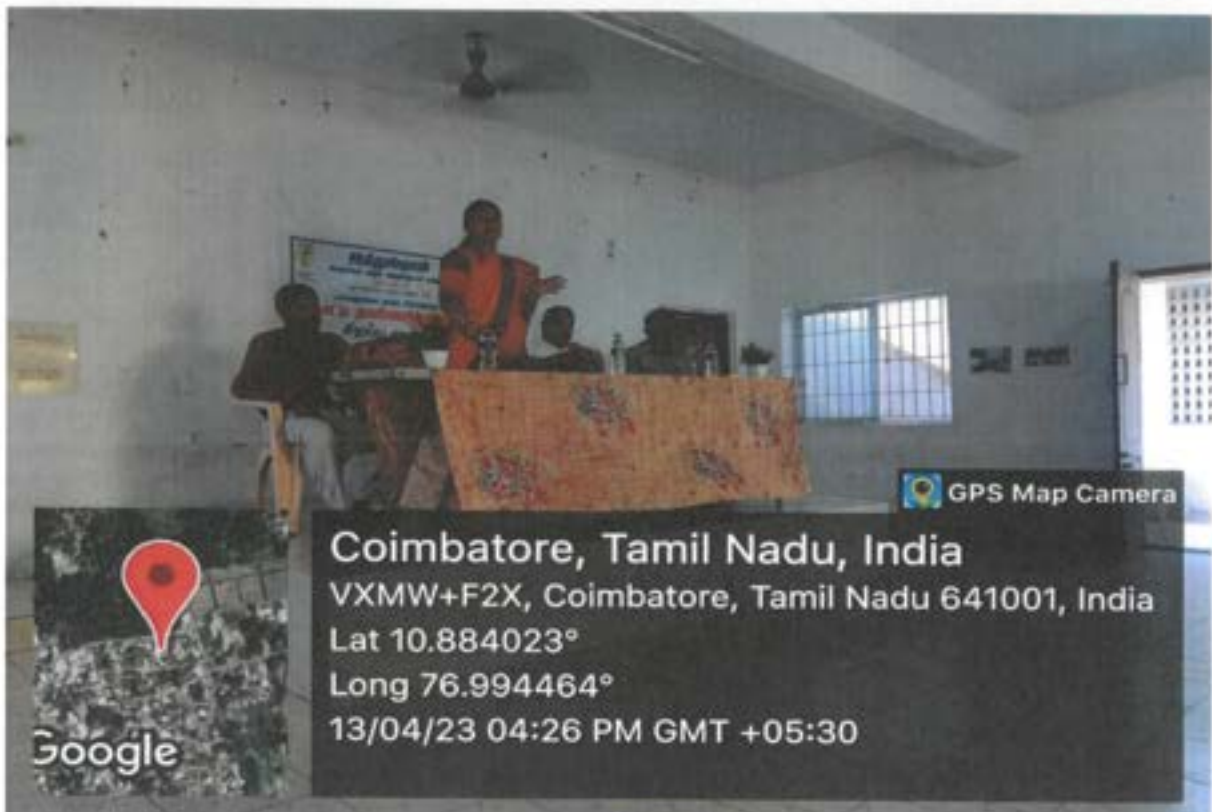 இந்துஸ்தான்
GPS Map Camera
Coimbatore, Tamil Nadu, India
VXMW+F2X, Coimbatore, Tamil Nadu 641001, India
Lat 10.884023°
Long 76.994464°
13/04/23 04:26 PM GMT +05:30
Google